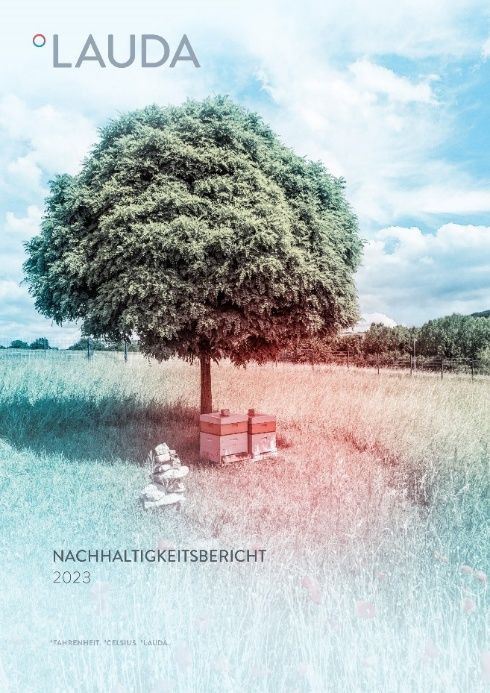 °LAUDA
NACHHALTIGKEITSBERICHT
2023
°FAHRENHEIT. °CELSIUS. °LAUDA.